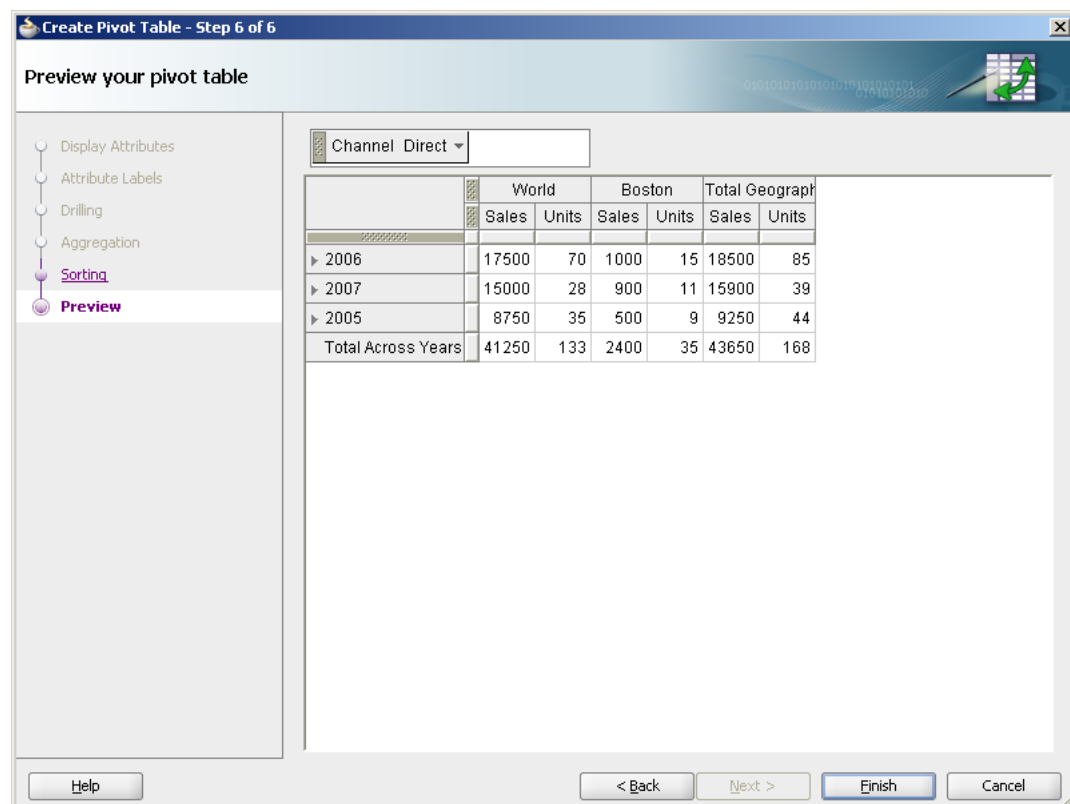 Create Pivot Table - Step 6 of 6
Preview your pivot table
Display Attributes
Attribute Labels
Drilling
Aggregation
Sorting
Preview
Channel Direct
World Boston Total Geograph
Sales Units Sales Units Sales Units
2006 17500 70 1000 15 18500 85
2007 15000 28 900 11 15900 39
2005 8750 35 500 9 9250 44
Total Across Years 41250 133 2400 35 43650 168
Help < Back Next > Finish Cancel